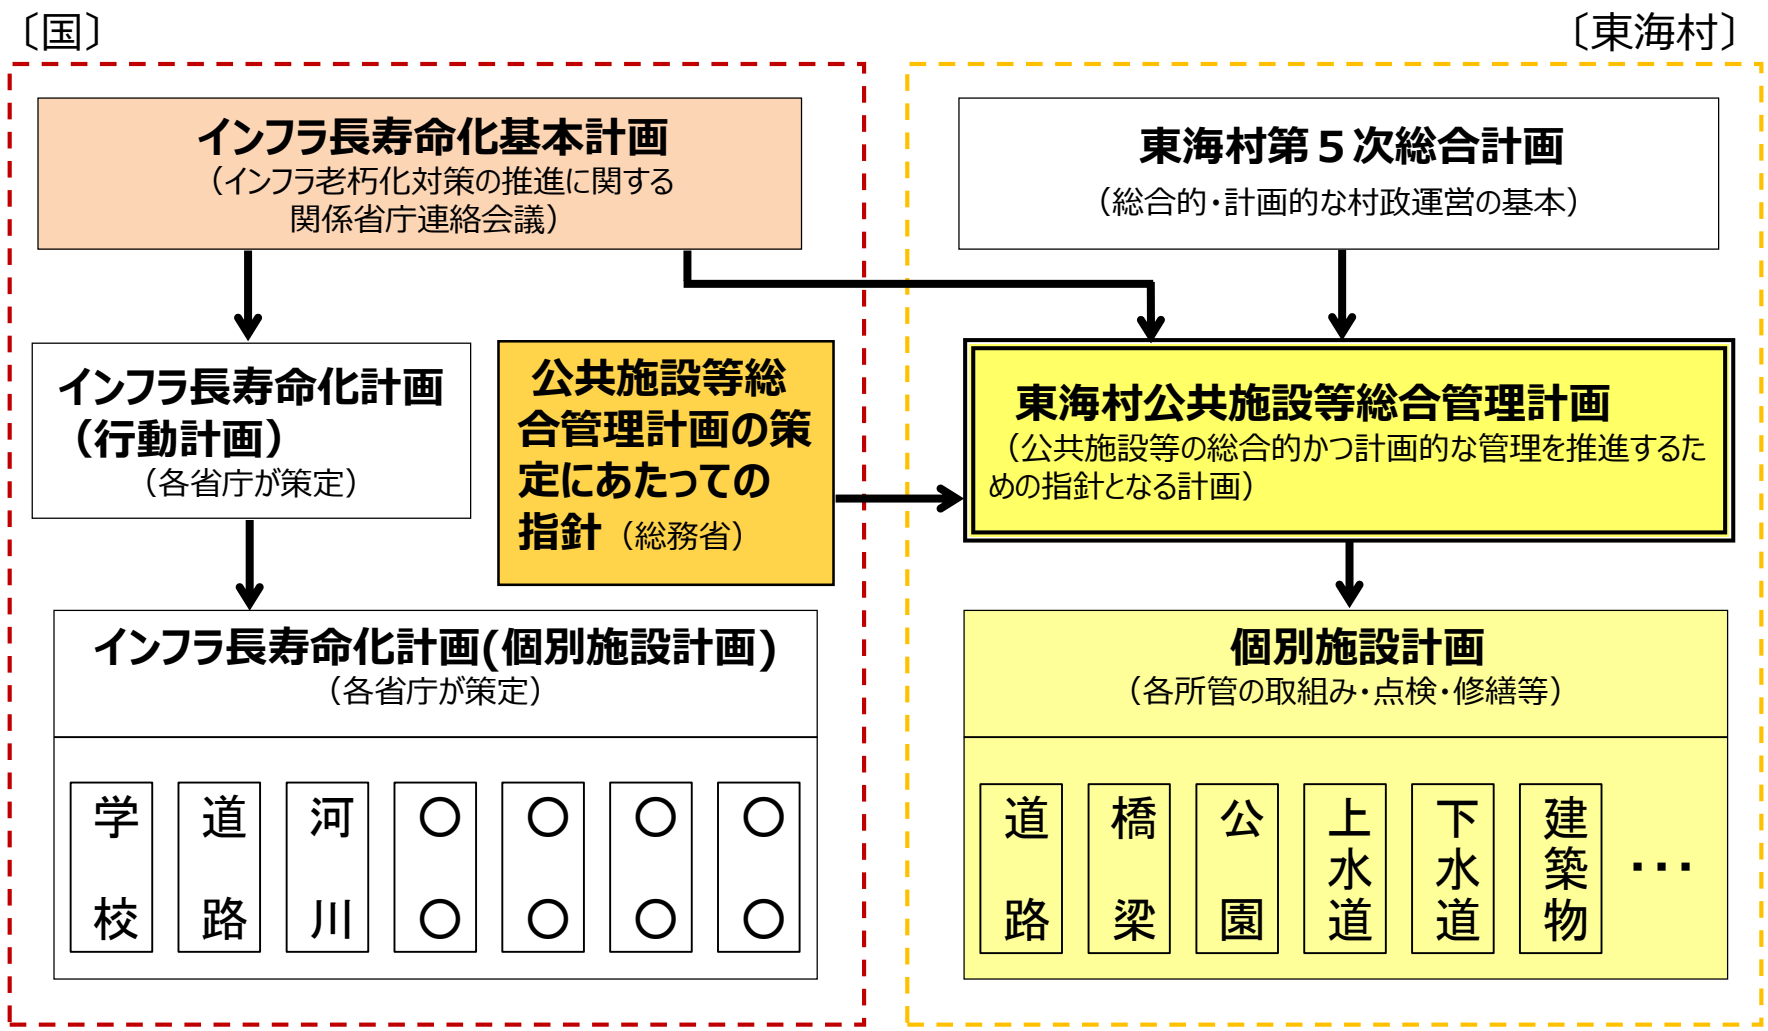 〔国〕
〔東海村〕
インフラ長寿命化基本計画
（インフラ老朽化対策の推進に関する
関係省庁連絡会議）
東海村第５次総合計画
（総合的・計画的な村政運営の基本）
インフラ長寿命化計画
（行動計画）
（各省庁が策定）
公共施設等総
合管理計画の策
定にあたっての
指針（総務省）
東海村公共施設等総合管理計画
（公共施設等の総合的かつ計画的な管理を推進するた
めの指針となる計画）
インフラ長寿命化計画(個別施設計画)
（各省庁が策定）
学校
道路
河川
〇〇
〇〇
〇〇
〇〇
個別施設計画
（各所管の取組み・点検・修繕等）
道路
橋梁
公園
上水道
下水道
建築物
…